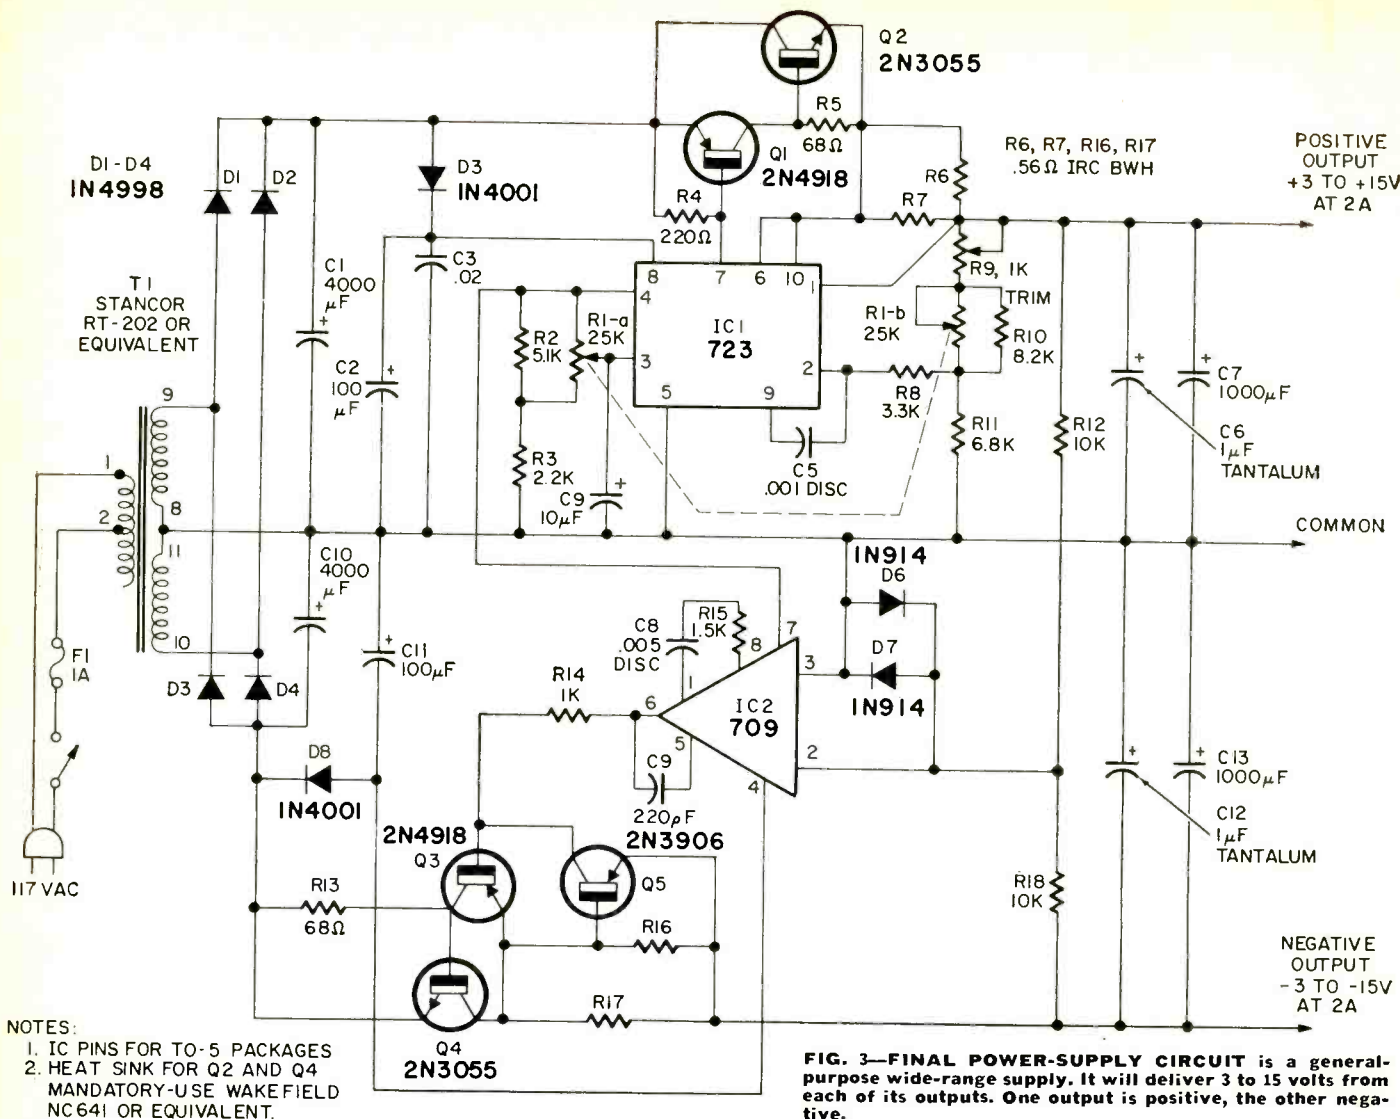 Q2
2N3055
R5
68Ω
D1-D4
1N4998
D1
D2
D3
1N4001
Q1
2N4918
R6, R7, R16, R17
.56Ω IRC BWH
POSITIVE
OUTPUT
+3 TO +15V
AT 2A
R4
220Ω
R6
R7
T1
STANCOR
RT-202 OR
EQUIVALENT
C1
4000
μF
+
C3
.02
8
7
6
10
1
4
3
5
9
2
IC1
723
R9, 1K
TRIM
R1-b
25K
R10
8.2K
R2
5.1K
R1-a
25K
C2
100
μF
+
R8
3.3K
R11
6.8K
R12
10K
+
+
C7
1000μF
C6
1μF
TANTALUM
R3
2.2K
C9
10μF
+
C5
.001 DISC
9
1
2
8
11
10
COMMON
C10
4000
μF
+
1N914
D6
D7
1N914
C8
.005
DISC
R15
1.5K
8
7
3
1
F1
1A
D3
D4
C11
100μF
+
R14
1K
6
IC2
709
5
2
4
C9
220pF
D8
1N4001
+
+
C13
1000μF
C12
1μF
TANTALUM
2N4918
Q3
2N3906
Q5
117 VAC
R13
68Ω
R16
R18
10K
R17
Q4
2N3055
NEGATIVE
OUTPUT
-3 TO -15V
AT 2A
NOTES:
1. IC PINS FOR TO-5 PACKAGES
2. HEAT SINK FOR Q2 AND Q4
MANDATORY-USE WAKEFIELD
NC641 OR EQUIVALENT.
FIG. 3—FINAL POWER-SUPPLY CIRCUIT is a general-
purpose wide-range supply. It will deliver 3 to 15 volts from
each of its outputs. One output is positive, the other nega-
tive.